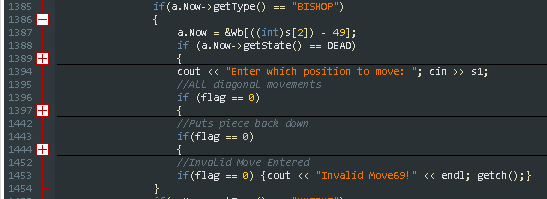 1385 if(a.Now->getType() == "BISHOP")
1386 {
1387 a.Now = &Wb[((int)s[2]) - 49];
1388 if (a.Now->getState() == DEAD)
1389 {
1394 cout << "Enter which position to move: "; cin >> s1;
1395 //All diagonal movements
1396 if (flag == 0)
1397 {
1442 //Puts piece back down
1443 if(flag == 0)
1444 {
1452 //Invalid Move Entered
1453 if(flag == 0) {cout << "Invalid Move69!" << endl; getch();}
1454 }